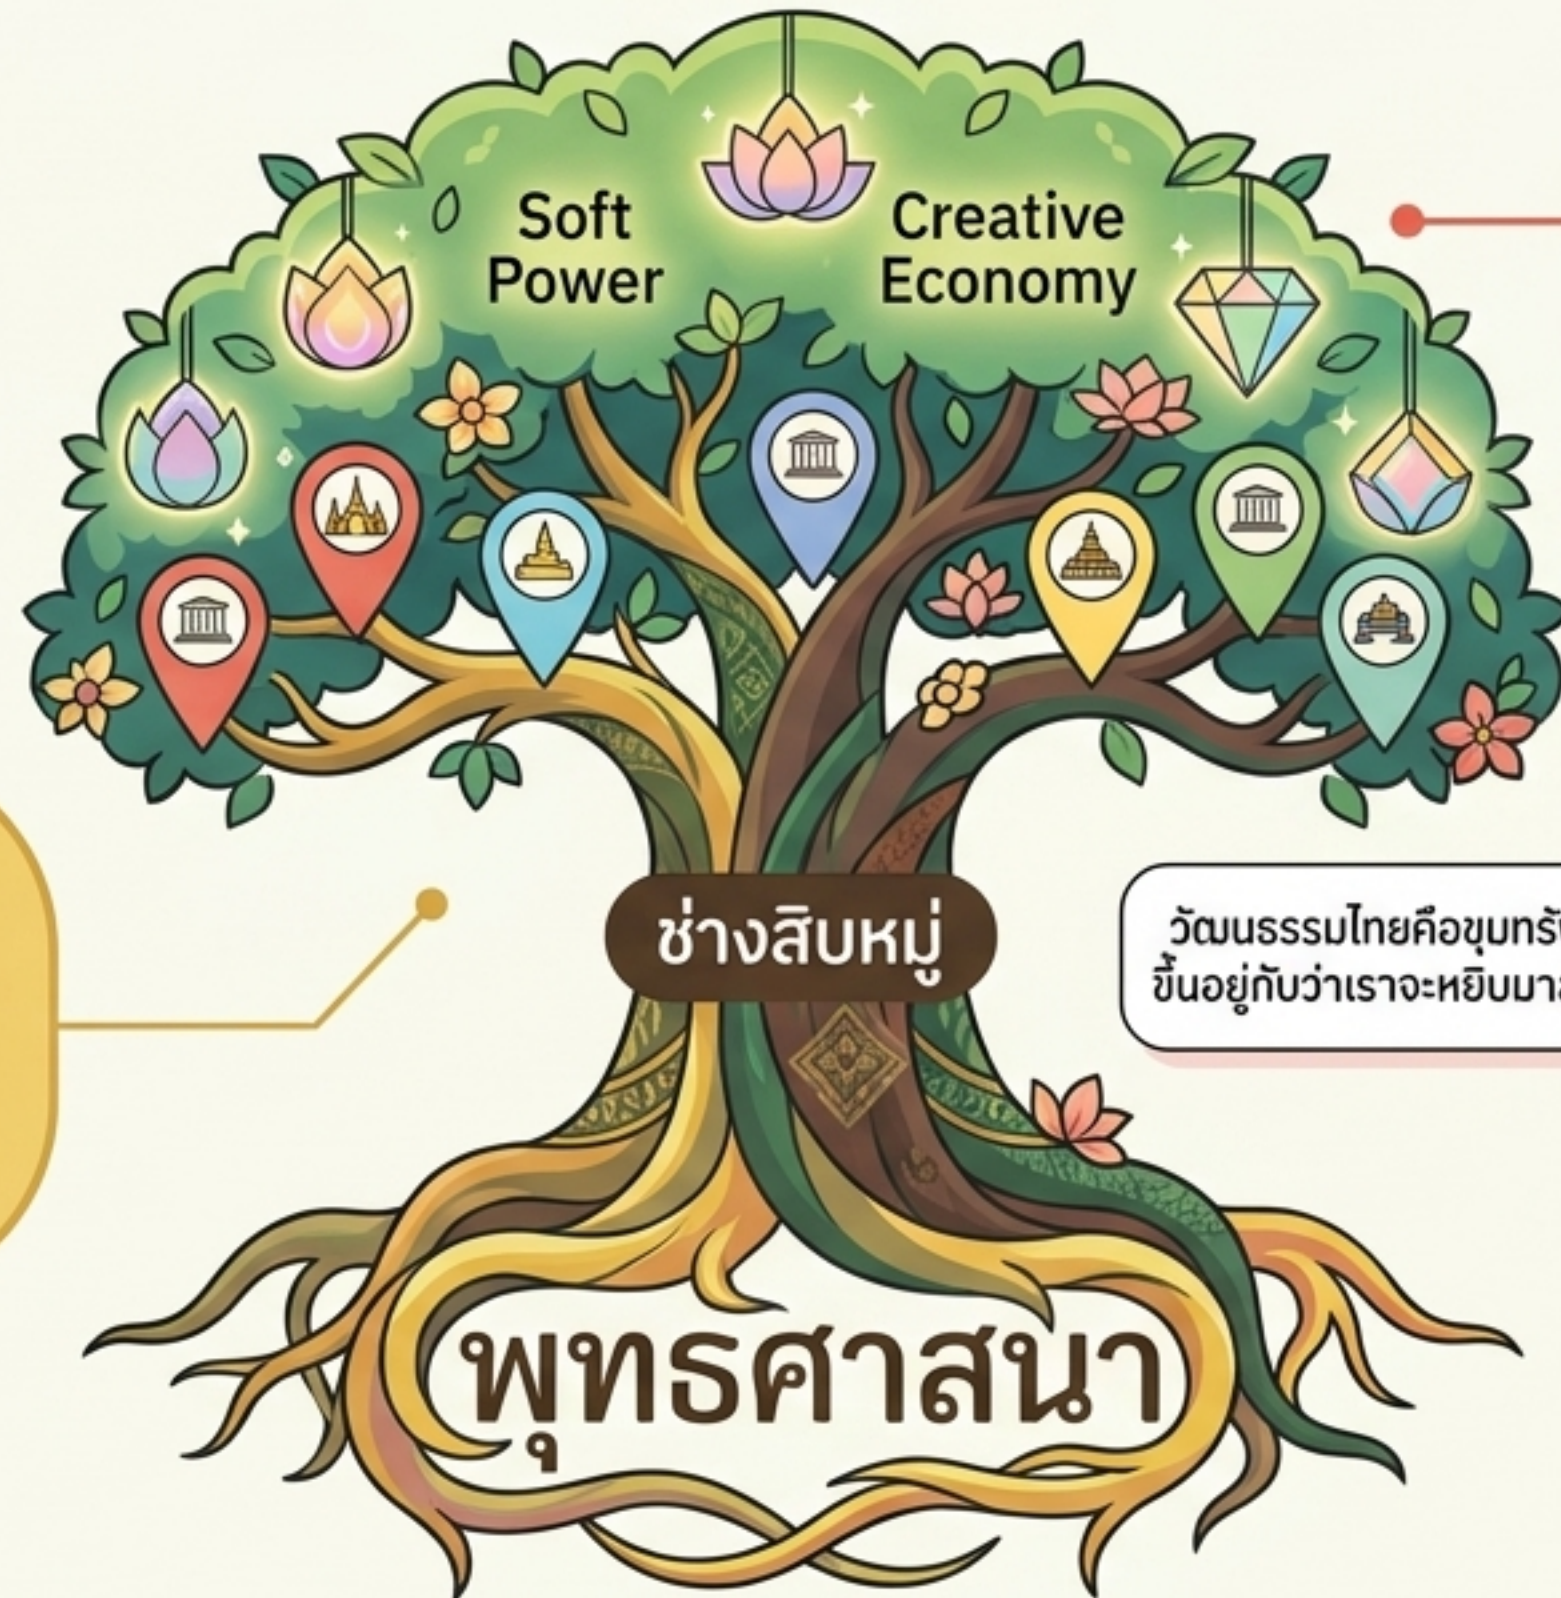 Soft
Power
Creative
Economy
ช่างสิบหมู่
วัฒนธรรมไทยคือขุมทรั
ขึ้นอยู่กับว่าเราจะหยิบมา
พุทธศาสนา